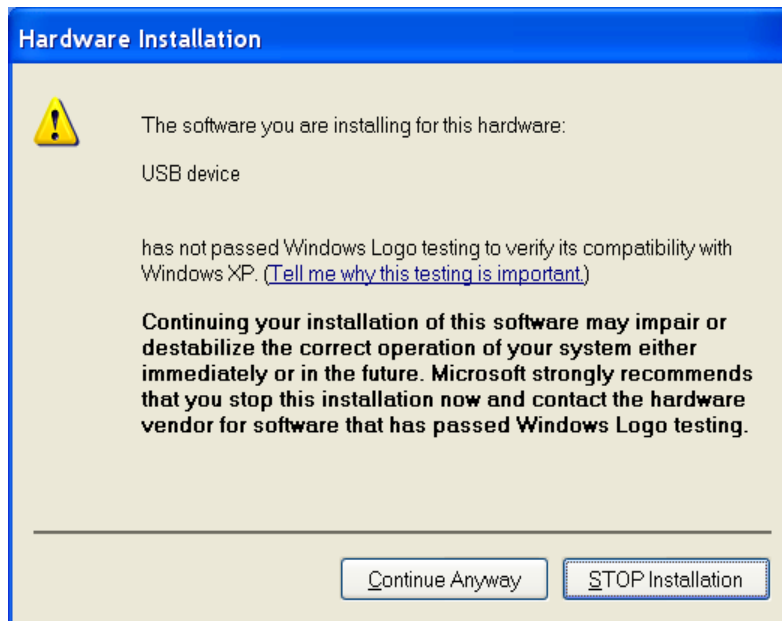 Hardware Installation
The software you are installing for this hardware:
USB device
has not passed Windows Logo testing to verify its compatibility with
Windows XP. (Tell me why this testing is important.)
Continuing your installation of this software may impair or
destabilize the correct operation of your system either
immediately or in the future. Microsoft strongly recommends
that you stop this installation now and contact the hardware
vendor for software that has passed Windows Logo testing.
Continue Anyway
STOP Installation